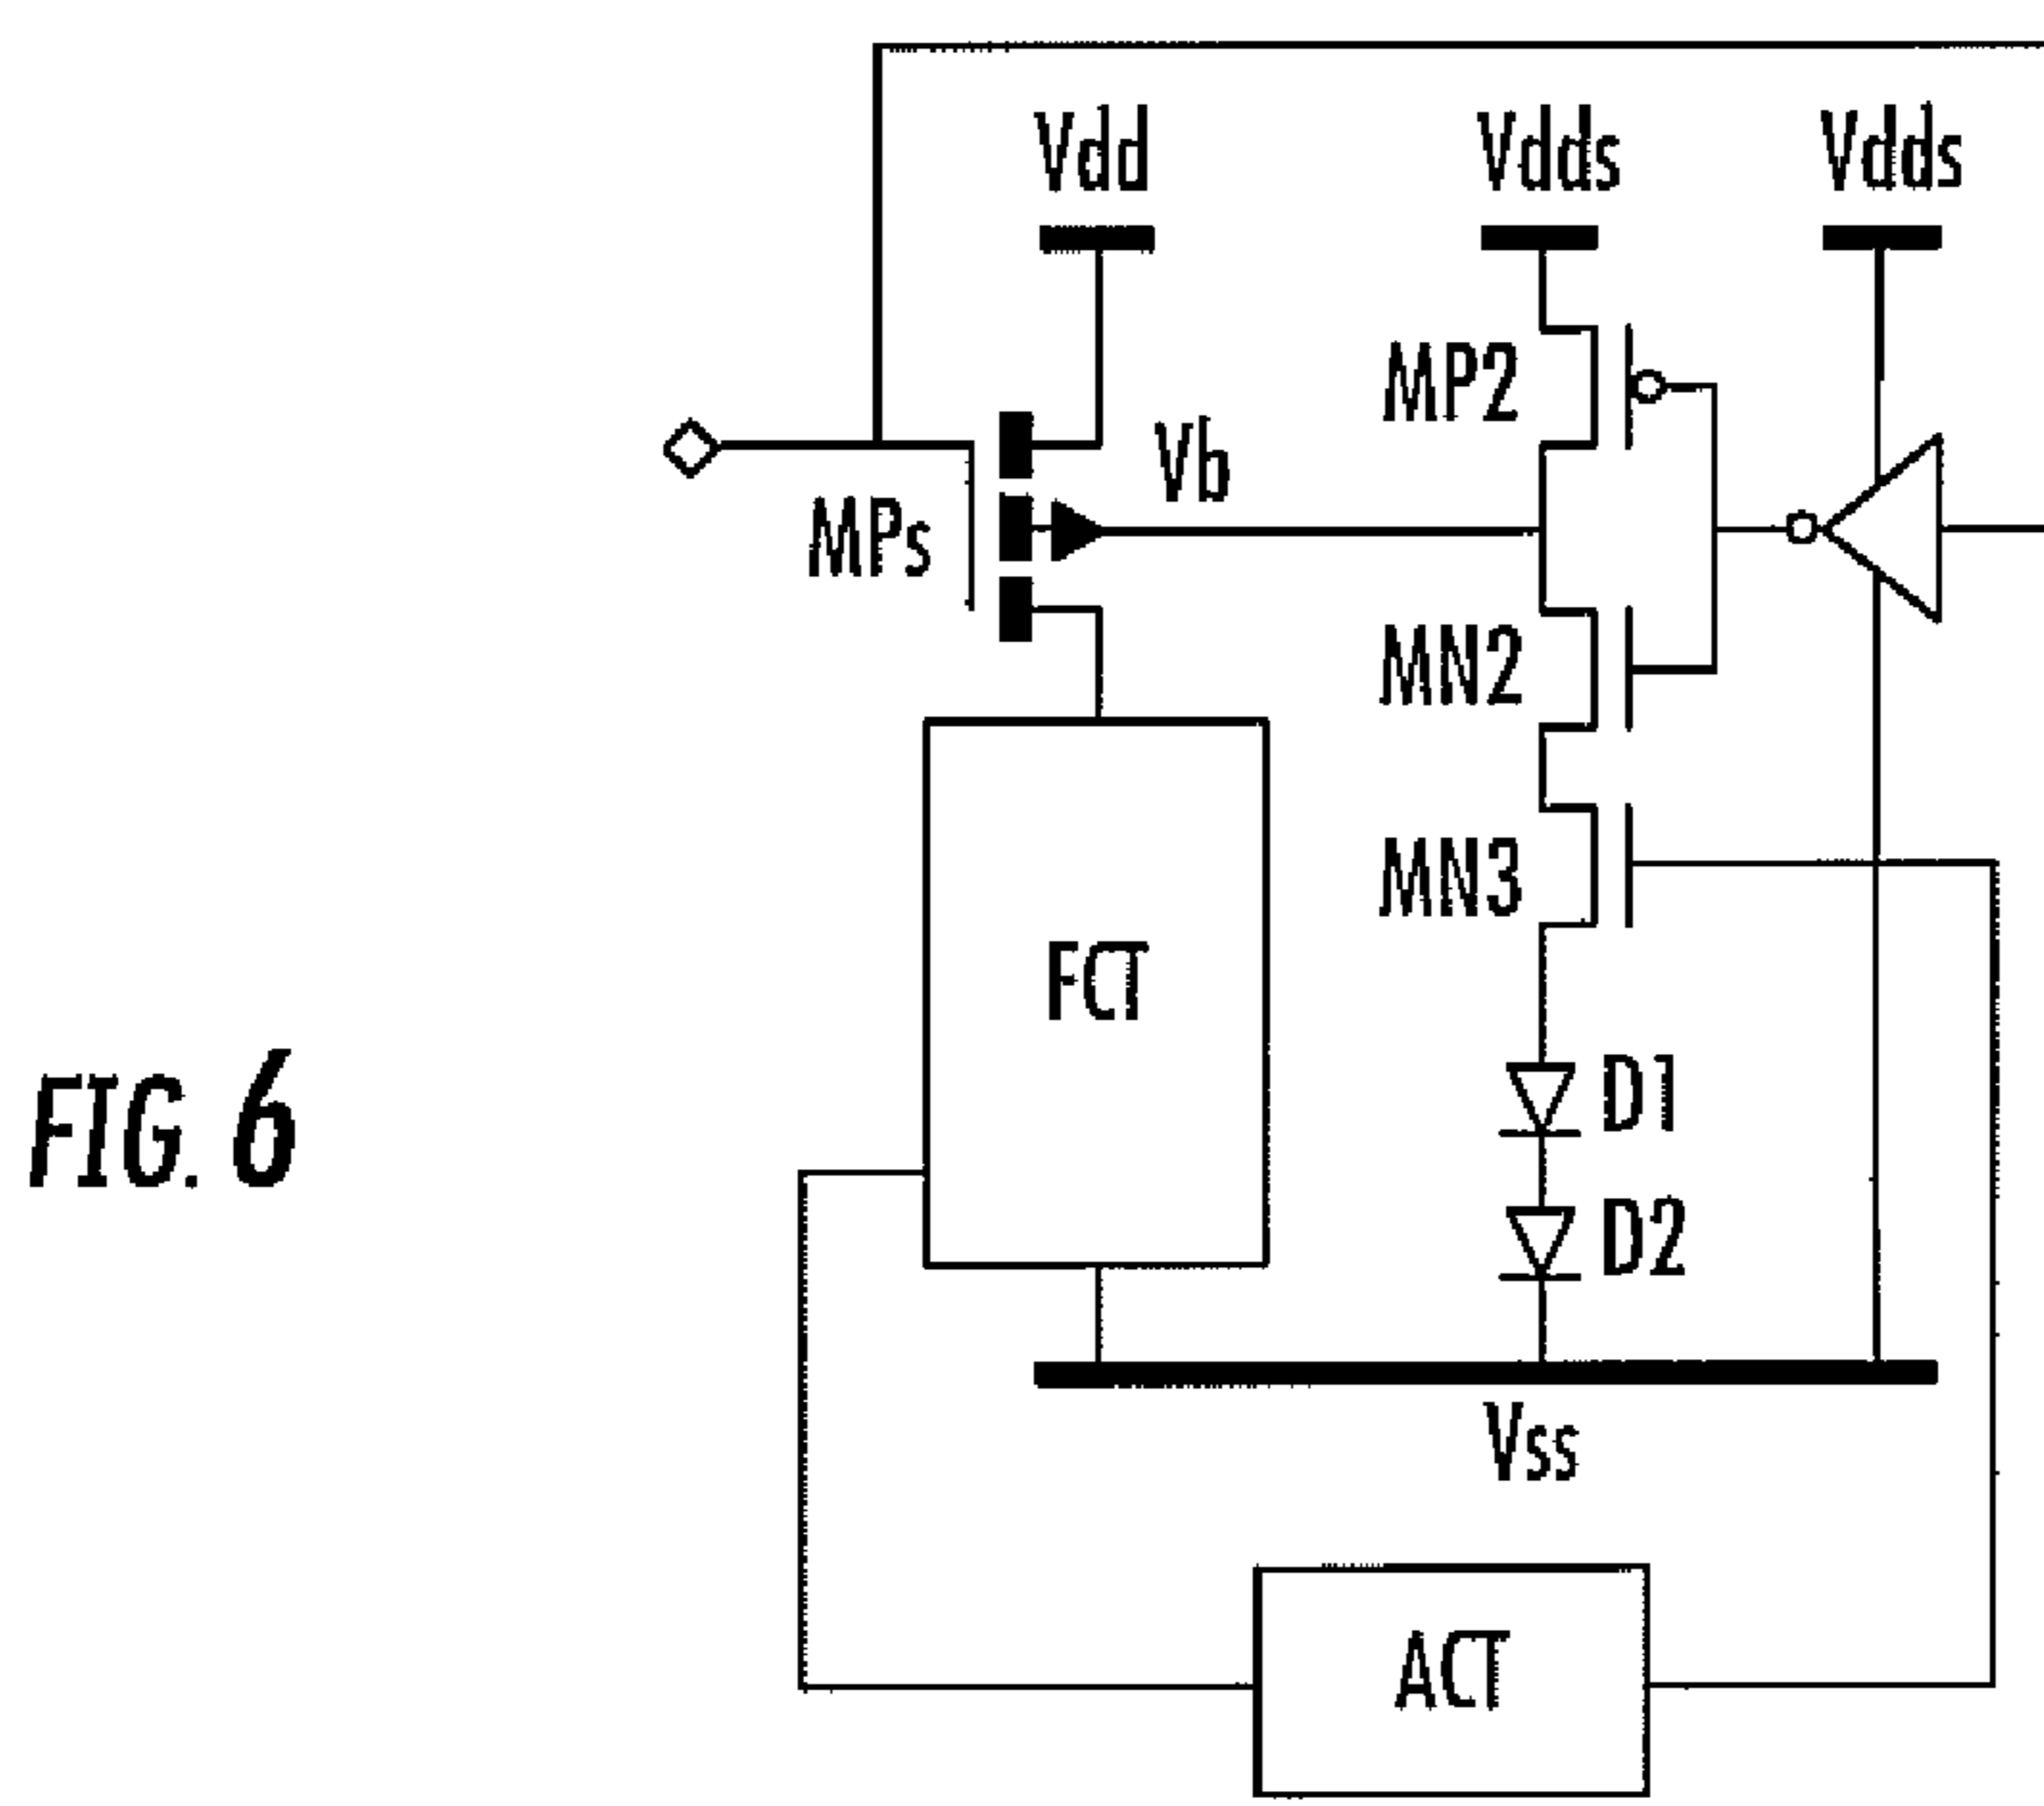 Vdd
Vdds
Vdds
MP2
Vb
MPs
MN2
MN3
FCT
D1
FIG. 6
D2
Vss
ACT